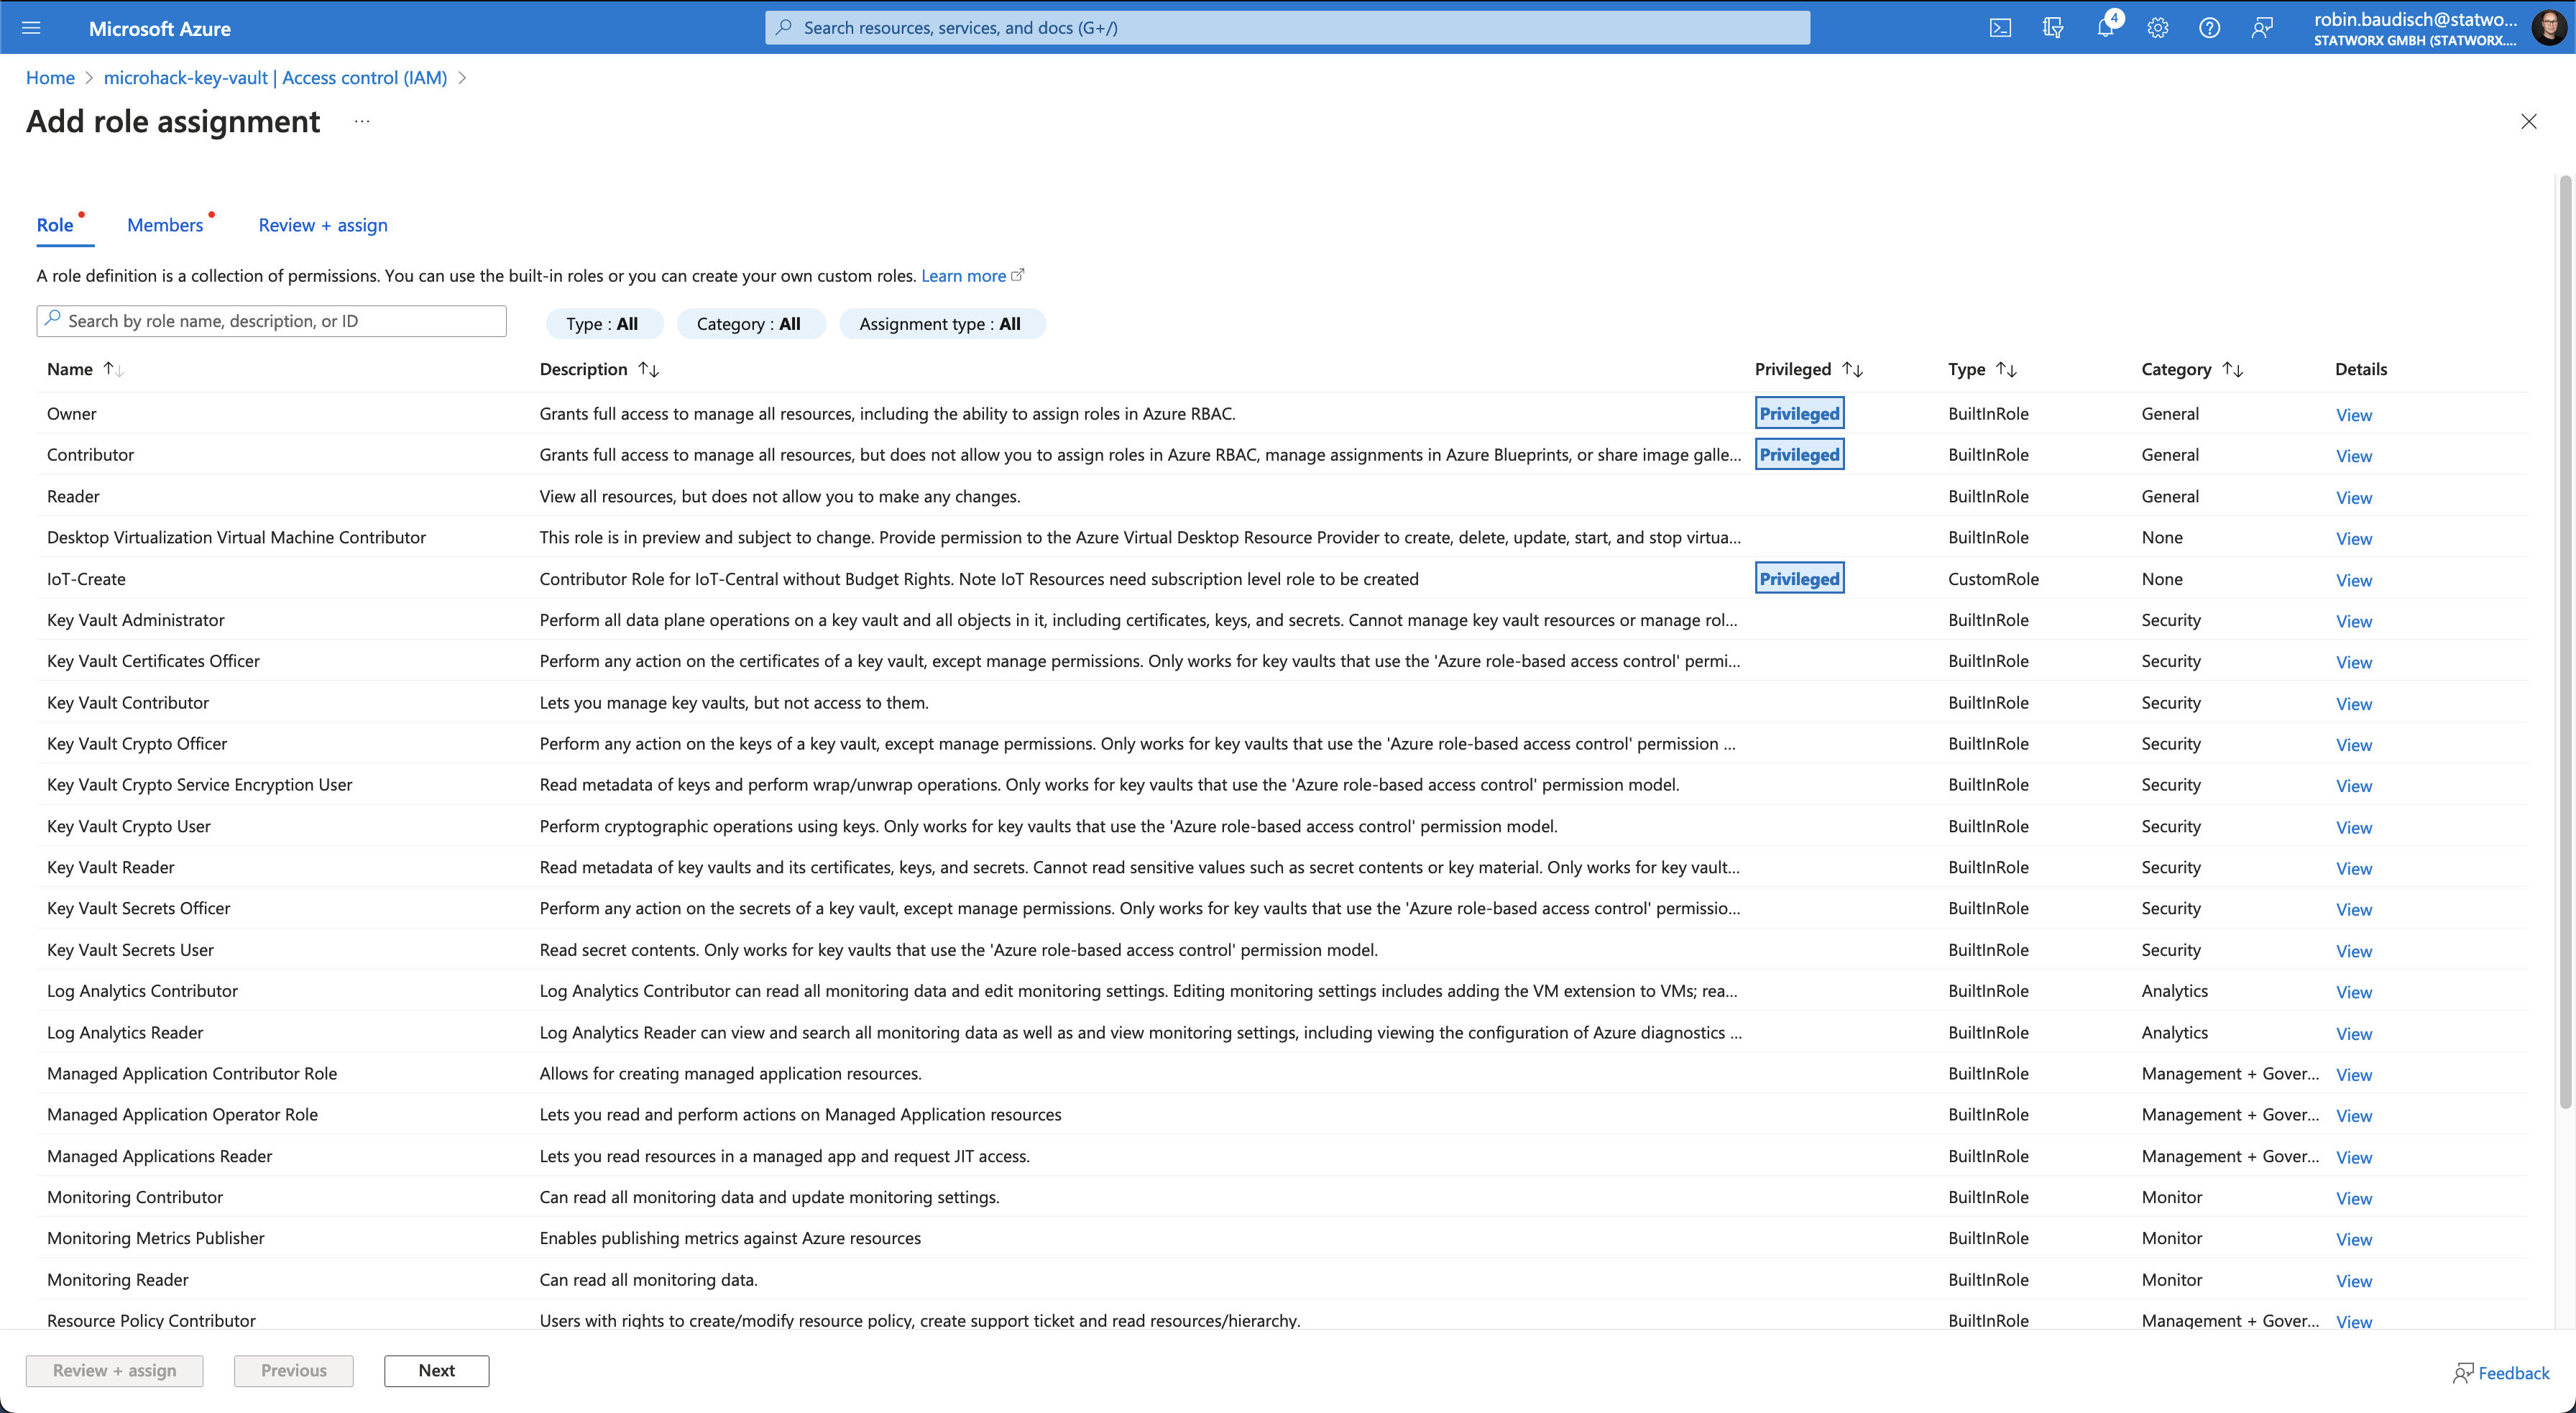 Microsoft Azure
Search resources, services, and docs (G+/)
4
robin.baudisch@statwo...
STATWORX GMBH (STATWORX....
Home > microhack-key-vault | Access control (IAM) >
Add role assignment ...
Role Members Review + assign
A role definition is a collection of permissions. You can use the built-in roles or you can create your own custom roles. Learn more
Search by role name, description, or ID Type : All Category : All Assignment type : All
Name Description Privileged Type Category Details
Owner Grants full access to manage all resources, including the ability to assign roles in Azure RBAC. Privileged BuiltInRole General View
Contributor Grants full access to manage all resources, but does not allow you to assign roles in Azure RBAC, manage assignments in Azure Blueprints, or share image galle... Privileged BuiltInRole General View
Reader View all resources, but does not allow you to make any changes. BuiltInRole General View
Desktop Virtualization Virtual Machine Contributor This role is in preview and subject to change. Provide permission to the Azure Virtual Desktop Resource Provider to create, delete, update, start, and stop virtua... BuiltInRole None View
IoT-Create Contributor Role for IoT-Central without Budget Rights. Note IoT Resources need subscription level role to be created Privileged CustomRole None View
Key Vault Administrator Perform all data plane operations on a key vault and all objects in it, including certificates, keys, and secrets. Cannot manage key vault resources or manage rol... BuiltInRole Security View
Key Vault Certificates Officer Perform any action on the certificates of a key vault, except manage permissions. Only works for key vaults that use the 'Azure role-based access control' permi... BuiltInRole Security View
Key Vault Contributor Lets you manage key vaults, but not access to them. BuiltInRole Security View
Key Vault Crypto Officer Perform any action on the keys of a key vault, except manage permissions. Only works for key vaults that use the 'Azure role-based access control' permission ... BuiltInRole Security View
Key Vault Crypto Service Encryption User Read metadata of keys and perform wrap/unwrap operations. Only works for key vaults that use the 'Azure role-based access control' permission model. BuiltInRole Security View
Key Vault Crypto User Perform cryptographic operations using keys. Only works for key vaults that use the 'Azure role-based access control' permission model. BuiltInRole Security View
Key Vault Reader Read metadata of key vaults and its certificates, keys, and secrets. Cannot read sensitive values such as secret contents or key material. Only works for key vault... BuiltInRole Security View
Key Vault Secrets Officer Perform any action on the secrets of a key vault, except manage permissions. Only works for key vaults that use the 'Azure role-based access control' permissio... BuiltInRole Security View
Key Vault Secrets User Read secret contents. Only works for key vaults that use the 'Azure role-based access control' permission model. BuiltInRole Security View
Log Analytics Contributor Log Analytics Contributor can read all monitoring data and edit monitoring settings. Editing monitoring settings includes adding the VM extension to VMs; rea... BuiltInRole Analytics View
Log Analytics Reader Log Analytics Reader can view and search all monitoring data as well as and view monitoring settings, including viewing the configuration of Azure diagnostics ... BuiltInRole Analytics View
Managed Application Contributor Role Allows for creating managed application resources. BuiltInRole Management + Gover... View
Managed Application Operator Role Lets you read and perform actions on Managed Application resources BuiltInRole Management + Gover... View
Managed Applications Reader Lets you read resources in a managed app and request JIT access. BuiltInRole Management + Gover... View
Monitoring Contributor Can read all monitoring data and update monitoring settings. BuiltInRole Monitor View
Monitoring Metrics Publisher Enables publishing metrics against Azure resources BuiltInRole Monitor View
Monitoring Reader Can read all monitoring data. BuiltInRole Monitor View
Resource Policy Contributor Users with rights to create/modify resource policy, create support ticket and read resources/hierarchy. BuiltInRole Management + Gover... View
Review + assign Previous Next Feedback